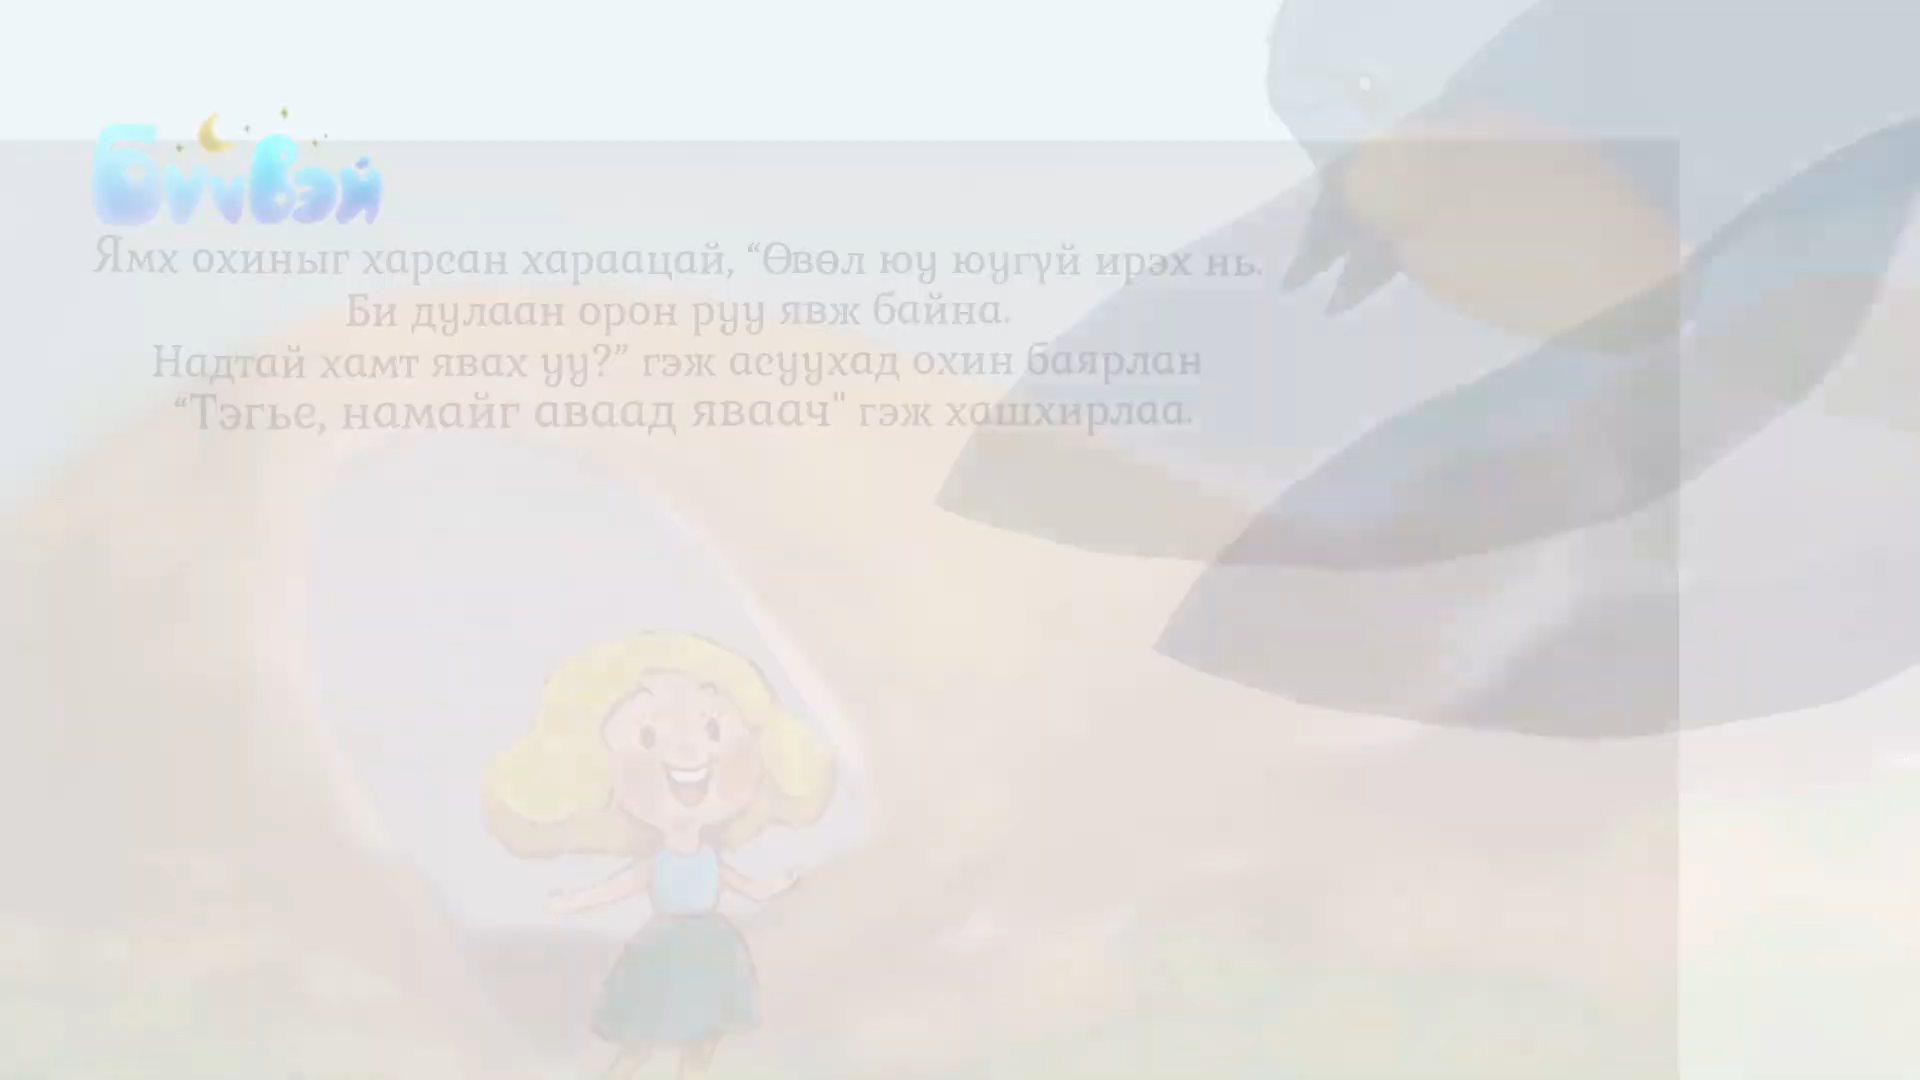 Бүүвэй
Ямх охиныг харсан хараацай, “Өвөл юу юугүй ирэх нь.
Би дулаан орон руу явж байна.
Надтай хамт явах уу?” гэж асуухад охин баярлан
“Тэгье, намайг аваад яваач" гэж хашхирлаа.